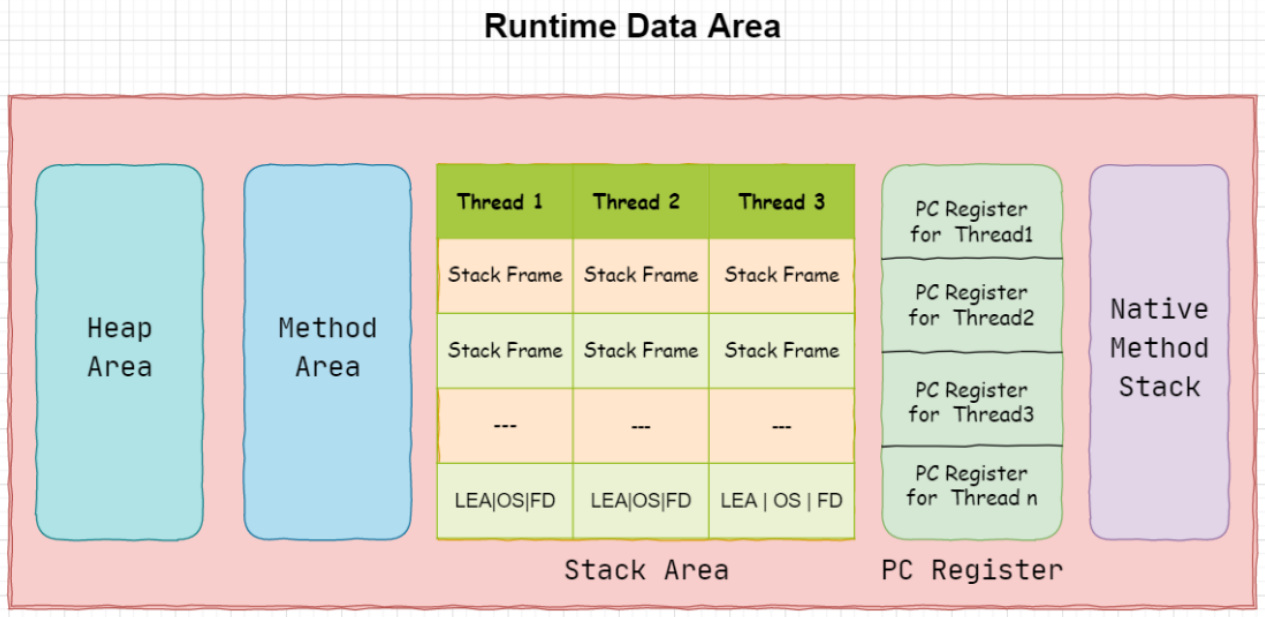 Runtime Data Area
Heap
Area
Method
Area
Thread 1 Thread 2 Thread 3
Stack Frame Stack Frame Stack Frame
Stack Frame Stack Frame Stack Frame
--- --- ---
LEA|OS|FD LEA|OS|FD LEA | OS | FD
Stack Area
PC Register
for Thread1
PC Register
for Thread2
PC Register
for Thread3
PC Register
for Thread n
PC Register
Native
Method
Stack